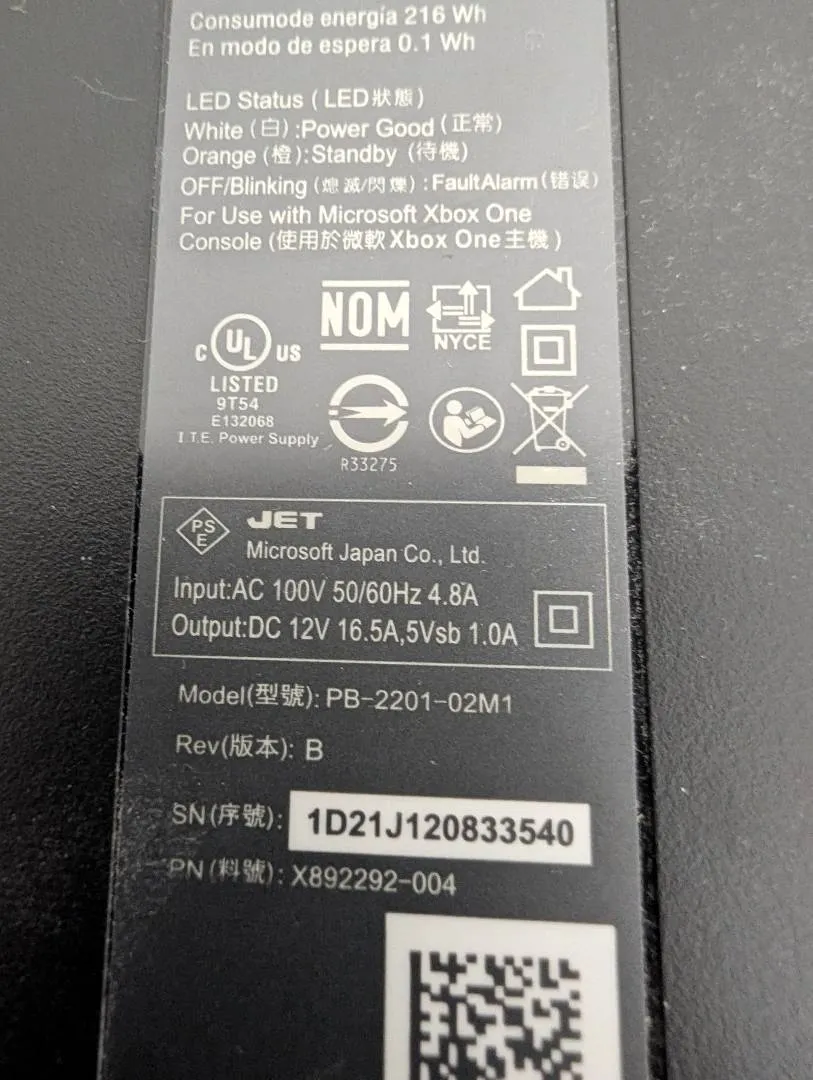 Consumode energía 216 Wh
En modo de espera 0.1 Wh
LED Status (LED狀態)
White (白):Power Good (正常)
Orange (橙):Standby (待機)
OFF/Blinking (熄滅/閃爍) : FaultAlarm (错误)
For Use with Microsoft Xbox One
Console (使用於微軟Xbox One主機)
NOM
NYCE
C UL US
LISTED
9T54
E132068
I.T.E. Power Supply
R33275
PSE JET
Microsoft Japan Co., Ltd.
Input:AC 100V 50/60Hz 4.8A
Output:DC 12V 16.5A,5Vsb 1.0A
Model(型號): PB-2201-02M1
Rev(版本): B
SN(序號): 1D21J120833540
PN(料號): X892292-004